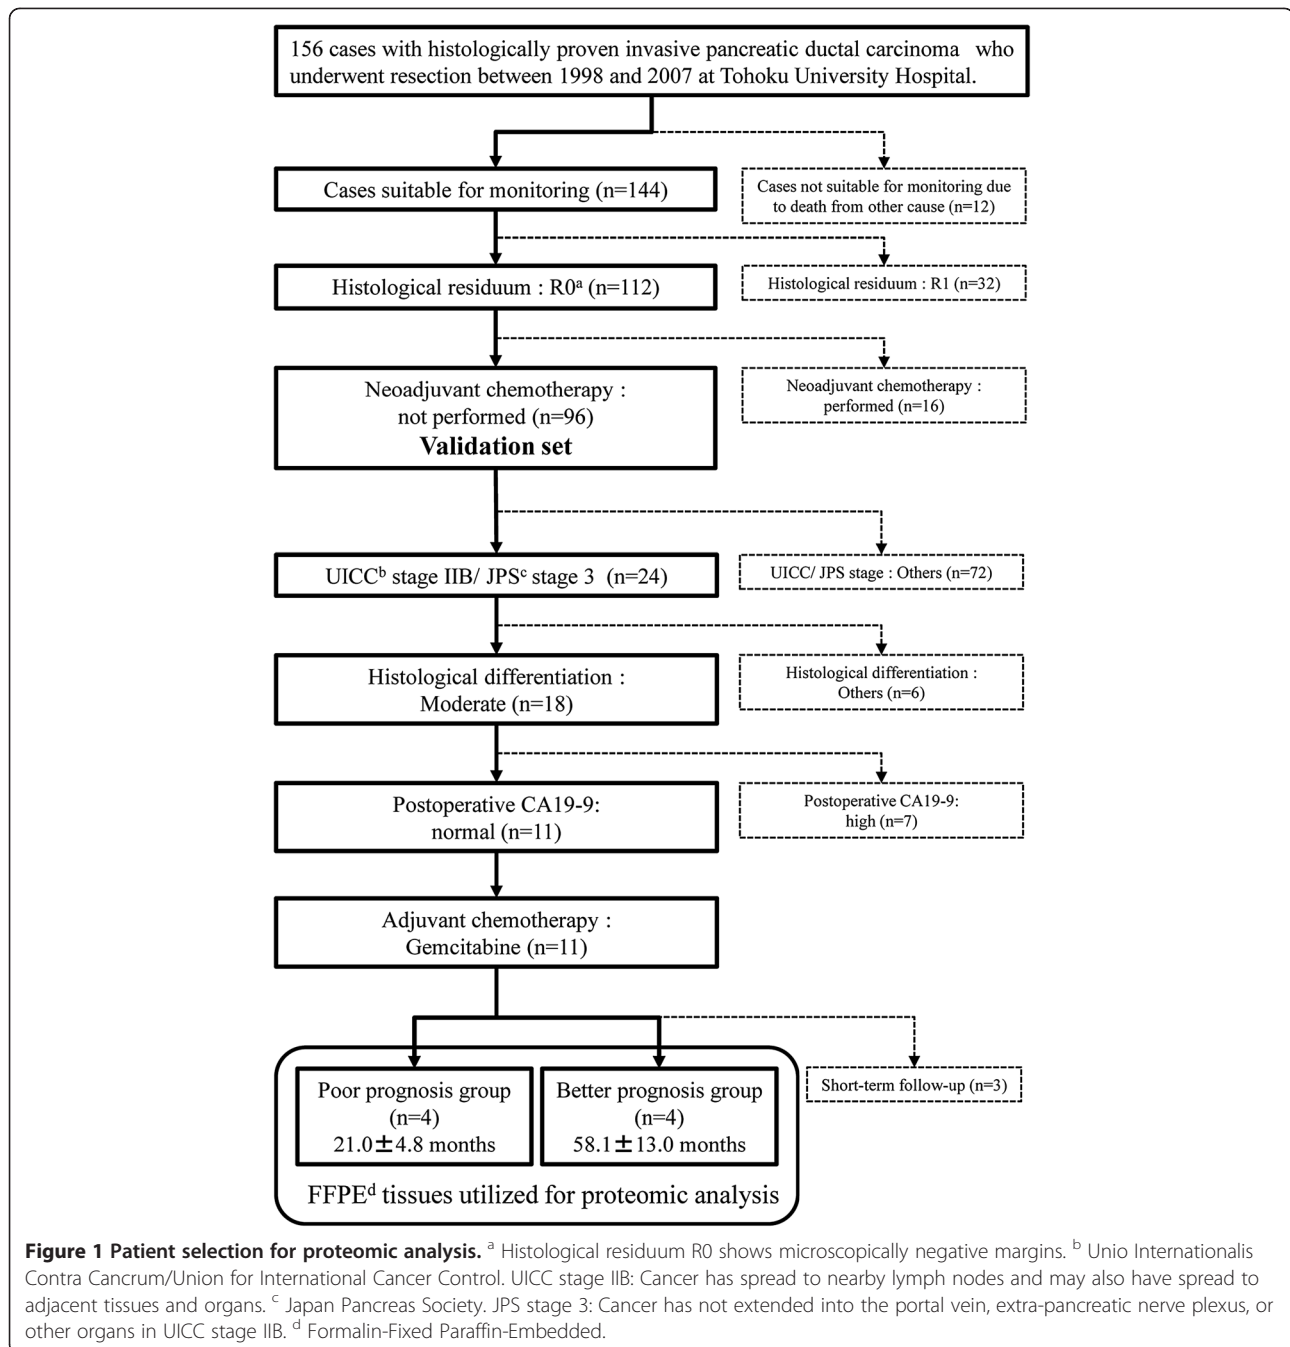 156 cases with histologically proven invasive pancreatic ductal carcinoma who
underwent resection between 1998 and 2007 at Tohoku University Hospital.
Cases suitable for monitoring (n=144)
Cases not suitable for monitoring due
to death from other cause (n=12)
Histological residuum : R0ᵃ (n=112)
Histological residuum : R1 (n=32)
Neoadjuvant chemotherapy :
not performed (n=96)
Validation set
Neoadjuvant chemotherapy :
performed (n=16)
UICCᵇ stage IIB/ JPSᶜ stage 3 (n=24)
UICC/ JPS stage : Others (n=72)
Histological differentiation :
Moderate (n=18)
Histological differentiation :
Others (n=6)
Postoperative CA19-9:
normal (n=11)
Postoperative CA19-9:
high (n=7)
Adjuvant chemotherapy :
Gemcitabine (n=11)
Poor prognosis group
(n=4)
21.0±4.8 months
Better prognosis group
(n=4)
58.1±13.0 months
Short-term follow-up (n=3)
FFPEᵈ tissues utilized for proteomic analysis
Figure 1 Patient selection for proteomic analysis. ᵃ Histological residuum R0 shows microscopically negative margins. ᵇ Unio Internationalis
Contra Cancrum/Union for International Cancer Control. UICC stage IIB: Cancer has spread to nearby lymph nodes and may also have spread to
adjacent tissues and organs. ᶜ Japan Pancreas Society. JPS stage 3: Cancer has not extended into the portal vein, extra-pancreatic nerve plexus, or
other organs in UICC stage IIB. ᵈ Formalin-Fixed Paraffin-Embedded.